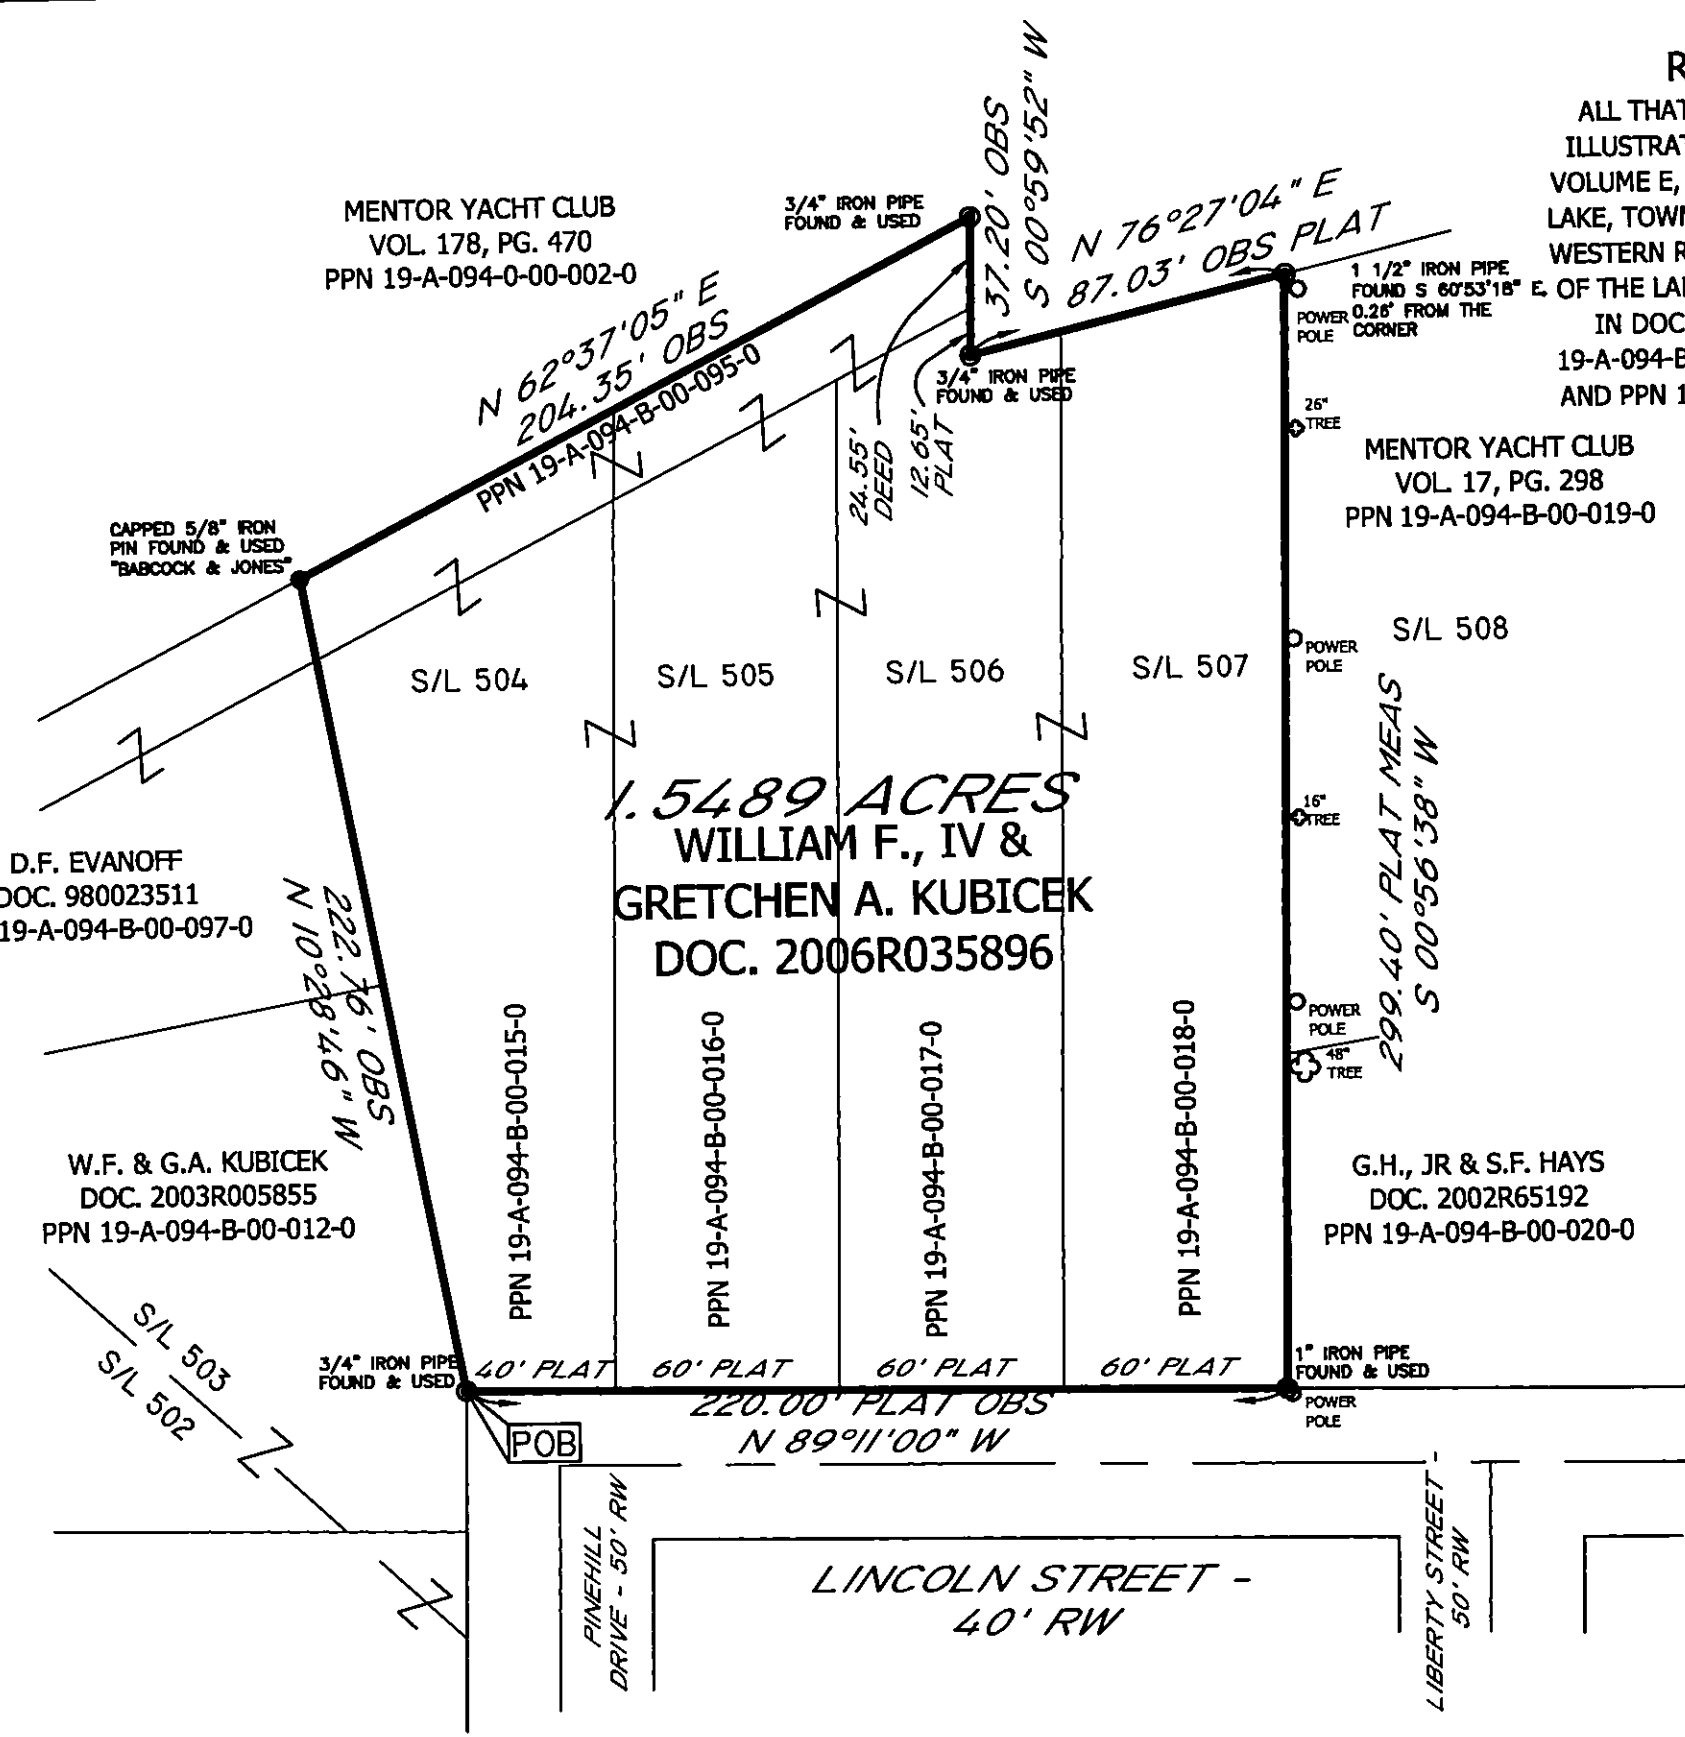 R
ALL THAT
ILLUSTRAT
VOLUME E,
LAKE, TOWN
WESTERN R
OF THE LA
IN DOC
19-A-094-B
AND PPN 1
MENTOR YACHT CLUB
VOL. 178, PG. 470
PPN 19-A-094-0-00-002-0
3/4" IRON PIPE
FOUND & USED
37.20' OBS
S 00°59'52" W
N 76°27'04" E
87.03' OBS PLAT
1 1/2" IRON PIPE
FOUND S 60°53'18" E,
0.26' FROM THE
CORNER
POWER
POLE
N 62°37'05" E
204.35' OBS
PPN 19-A-094-B-00-095-0
3/4" IRON PIPE
FOUND & USED
24.55'
DEED
12.65'
PLAT
26"
TREE
MENTOR YACHT CLUB
VOL. 17, PG. 298
PPN 19-A-094-B-00-019-0
CAPPED 5/8" IRON
PIN FOUND & USED
"BABCOCK & JONES"
S/L 504
S/L 505
S/L 506
S/L 507
S/L 508
POWER
POLE
299.40' PLAT MEAS
S 00°56'38" W
1.5489 ACRES
WILLIAM F., IV &
GRETCHEN A. KUBICEK
DOC. 2006R035896
16"
TREE
D.F. EVANOFF
DOC. 980023511
19-A-094-B-00-097-0
222.76' OBS
N 10°28'46" W
POWER
POLE
48"
TREE
PPN 19-A-094-B-00-015-0
PPN 19-A-094-B-00-016-0
PPN 19-A-094-B-00-017-0
PPN 19-A-094-B-00-018-0
W.F. & G.A. KUBICEK
DOC. 2003R005855
PPN 19-A-094-B-00-012-0
G.H., JR & S.F. HAYS
DOC. 2002R65192
PPN 19-A-094-B-00-020-0
S/L 503
S/L 502
3/4" IRON PIPE
FOUND & USED
40' PLAT
60' PLAT
60' PLAT
60' PLAT
1" IRON PIPE
FOUND & USED
POWER
POLE
220.00' PLAT OBS
N 89°11'00" W
POB
PINEHILL
DRIVE - 50' RW
LINCOLN STREET -
40' RW
LIBERTY STREET -
50' RW